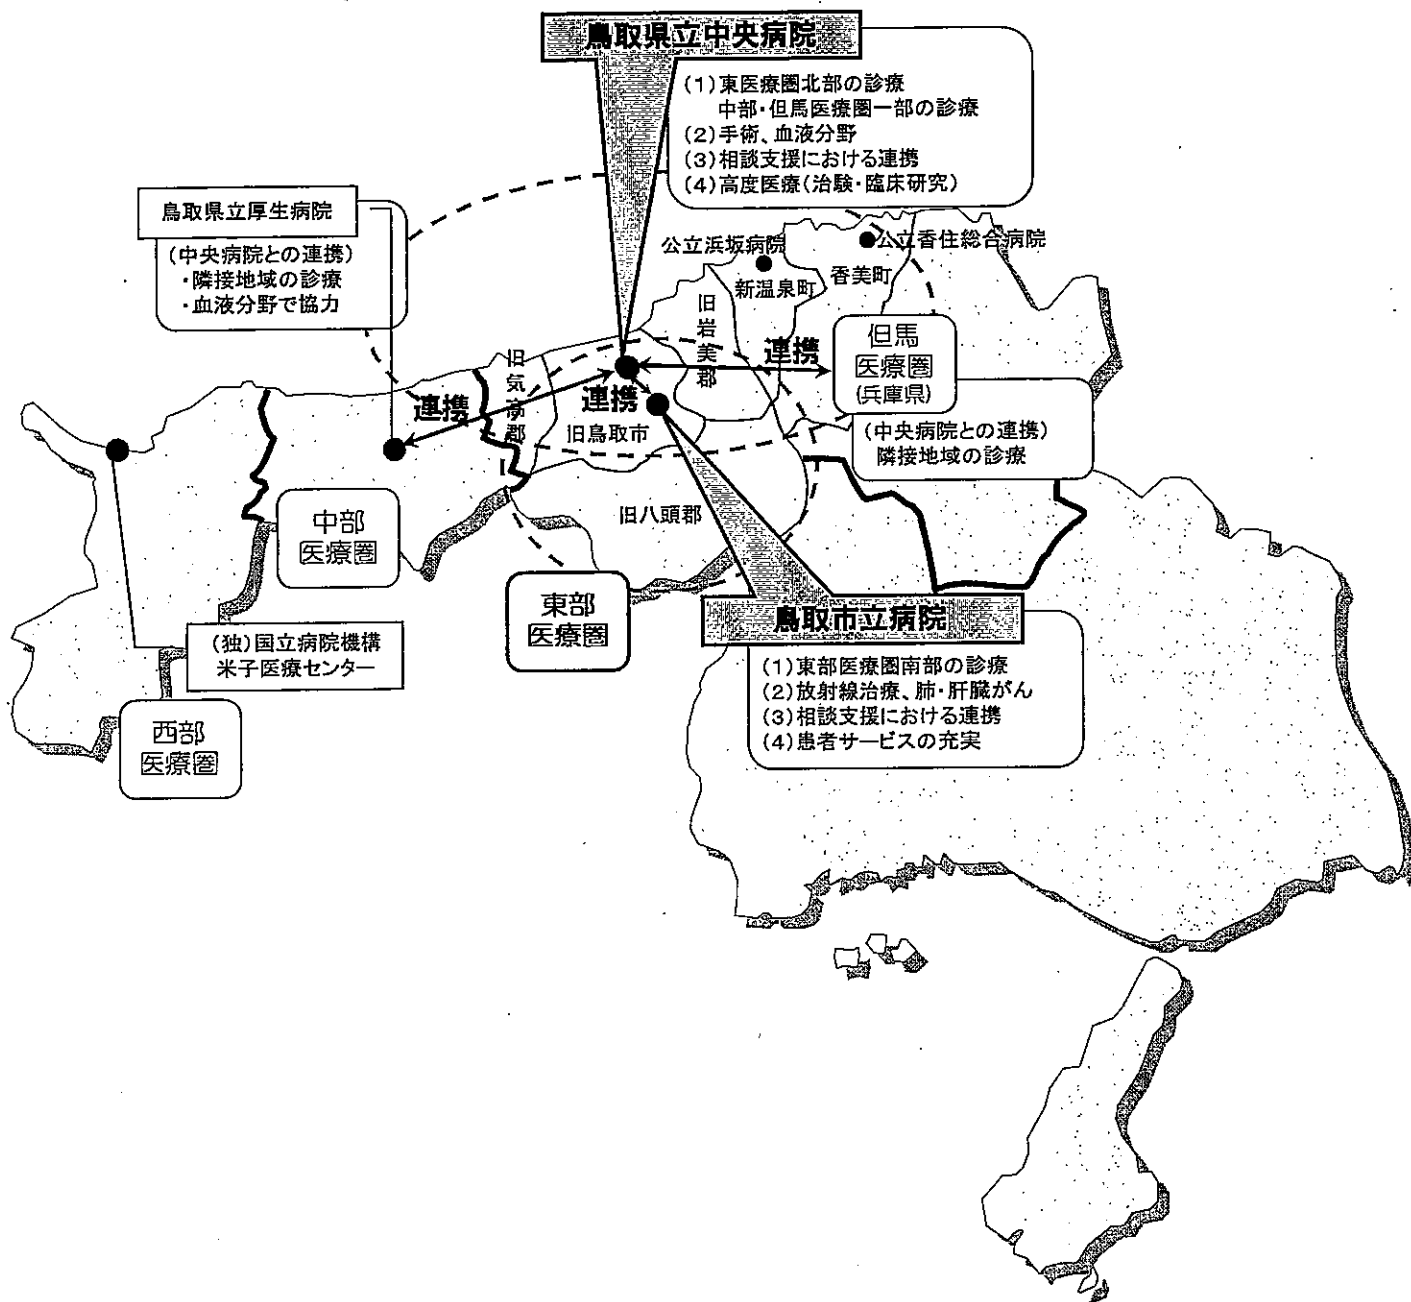 鳥取県立中央病院
(1)東医療圏北部の診療
中部・但馬医療圏一部の診療
(2)手術、血液分野
(3)相談支援における連携
(4)高度医療(治験・臨床研究)
鳥取県立厚生病院
(中央病院との連携)
・隣接地域の診療
・血液分野で協力
公立浜坂病院
公立香住総合病院
新温泉町
香美町
旧岩美郡
旧気高郡
連携
連携
連携
但馬
医療圏
(兵庫県)
(中央病院との連携)
隣接地域の診療
旧鳥取市
旧八頭郡
中部
医療圏
東部
医療圏
鳥取市立病院
(1)東部医療圏南部の診療
(2)放射線治療、肺・肝臓がん
(3)相談支援における連携
(4)患者サービスの充実
(独)国立病院機構
米子医療センター
西部
医療圏